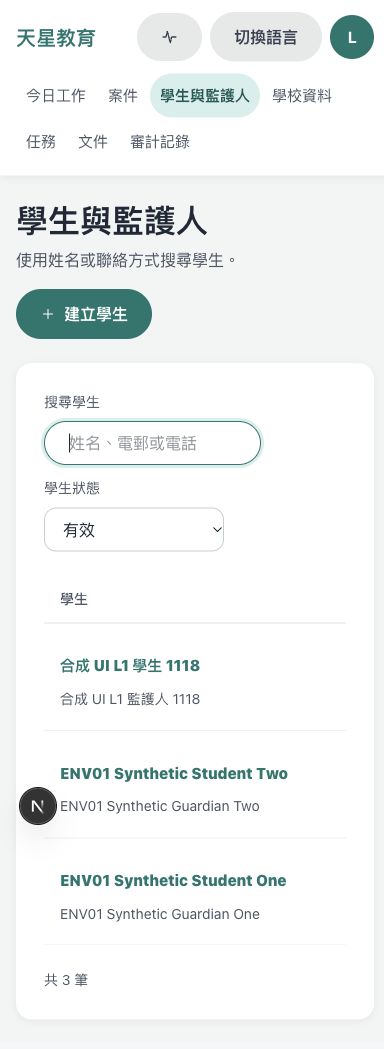 天星教育
切換語言
L
今日工作 案件 學生與監護人 學校資料
任務 文件 審計記錄
學生與監護人
使用姓名或聯絡方式搜尋學生。
+ 建立學生
搜尋學生
姓名、電郵或電話
學生狀態
有效
學生
合成 UI L1 學生 1118
合成 UI L1 監護人 1118
ENV01 Synthetic Student Two
N
ENV01 Synthetic Guardian Two
ENV01 Synthetic Student One
ENV01 Synthetic Guardian One
共 3 筆